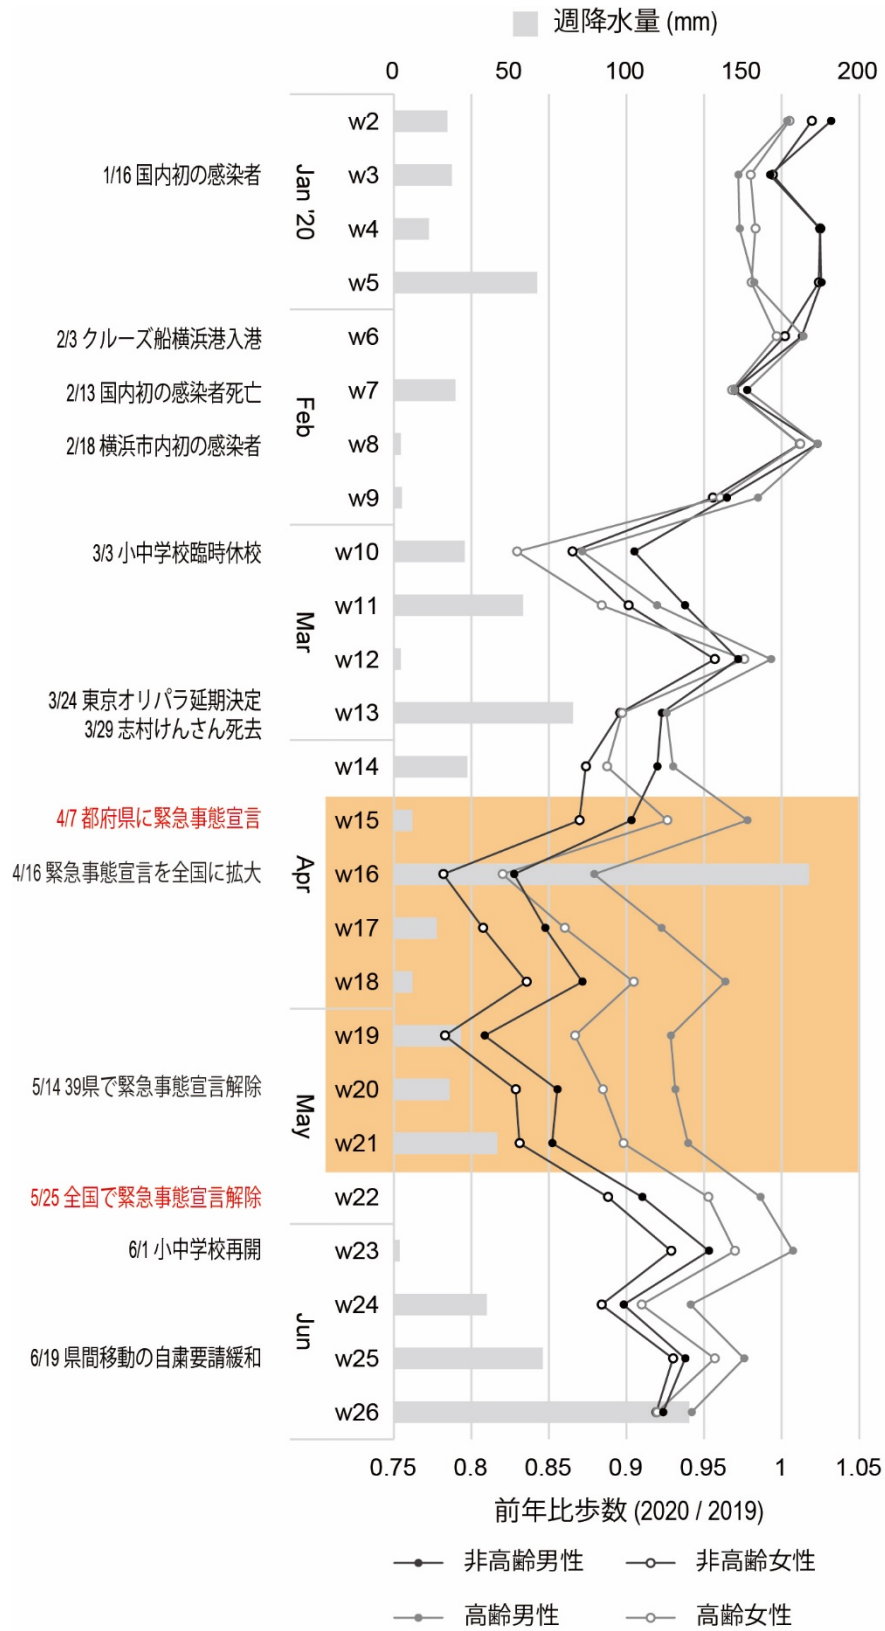 週降水量 (mm)
0 50 100 150 200
w2
1/16 国内初の感染者 w3
Jan '20
w4
w5
2/3 クルーズ船横浜港入港 w6
2/13 国内初の感染者死亡 w7
Feb
2/18 横浜市内初の感染者 w8
w9
3/3 小中学校臨時休校 w10
w11
Mar
w12
3/24 東京オリパラ延期決定
3/29 志村けんさん死去 w13
w14
4/7 都府県に緊急事態宣言 w15
Apr
4/16 緊急事態宣言を全国に拡大 w16
w17
w18
w19
5/14 39県で緊急事態宣言解除 w20
May
w21
5/25 全国で緊急事態宣言解除 w22
6/1 小中学校再開 w23
w24
Jun
6/19 県間移動の自粛要請緩和 w25
w26
0.75 0.8 0.85 0.9 0.95 1 1.05
前年比歩数 (2020 / 2019)
非高齢男性 非高齢女性
高齢男性 高齢女性